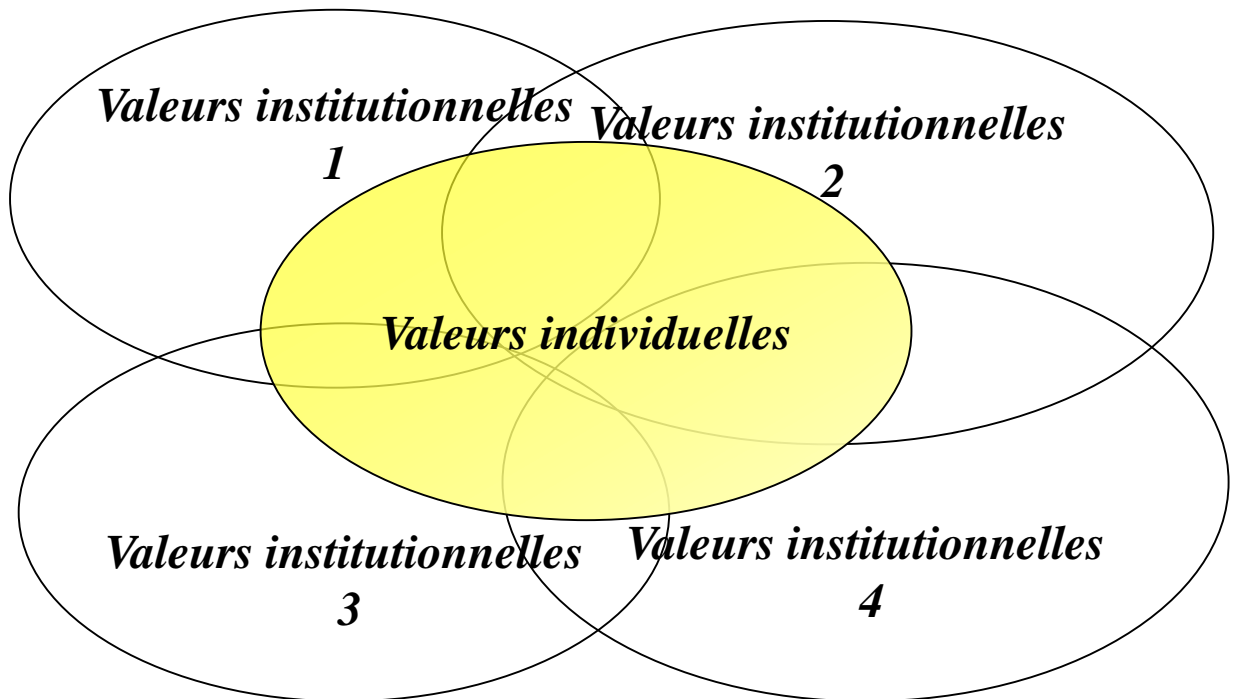 Valeurs institutionnelles
1
Valeurs institutionnelles
2
Valeurs individuelles
Valeurs institutionnelles
3
Valeurs institutionnelles
4